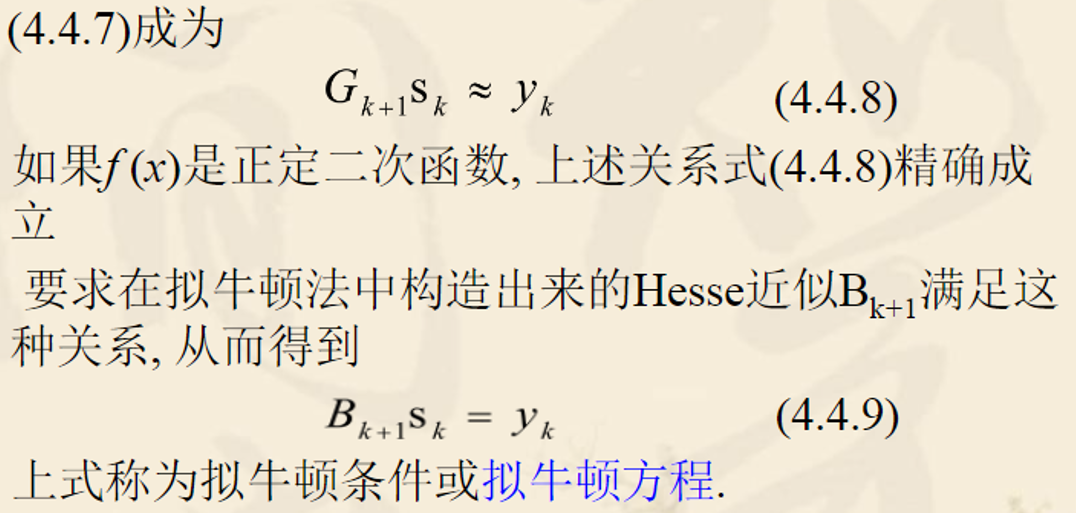 (4.4.7)成为
G_{k+1}s_k ≈ y_k (4.4.8)
如果f (x)是正定二次函数, 上述关系式(4.4.8)精确成
立
要求在拟牛顿法中构造出来的Hesse近似B_{k+1}满足这
种关系, 从而得到
B_{k+1}s_k = y_k (4.4.9)
上式称为拟牛顿条件或拟牛顿方程.